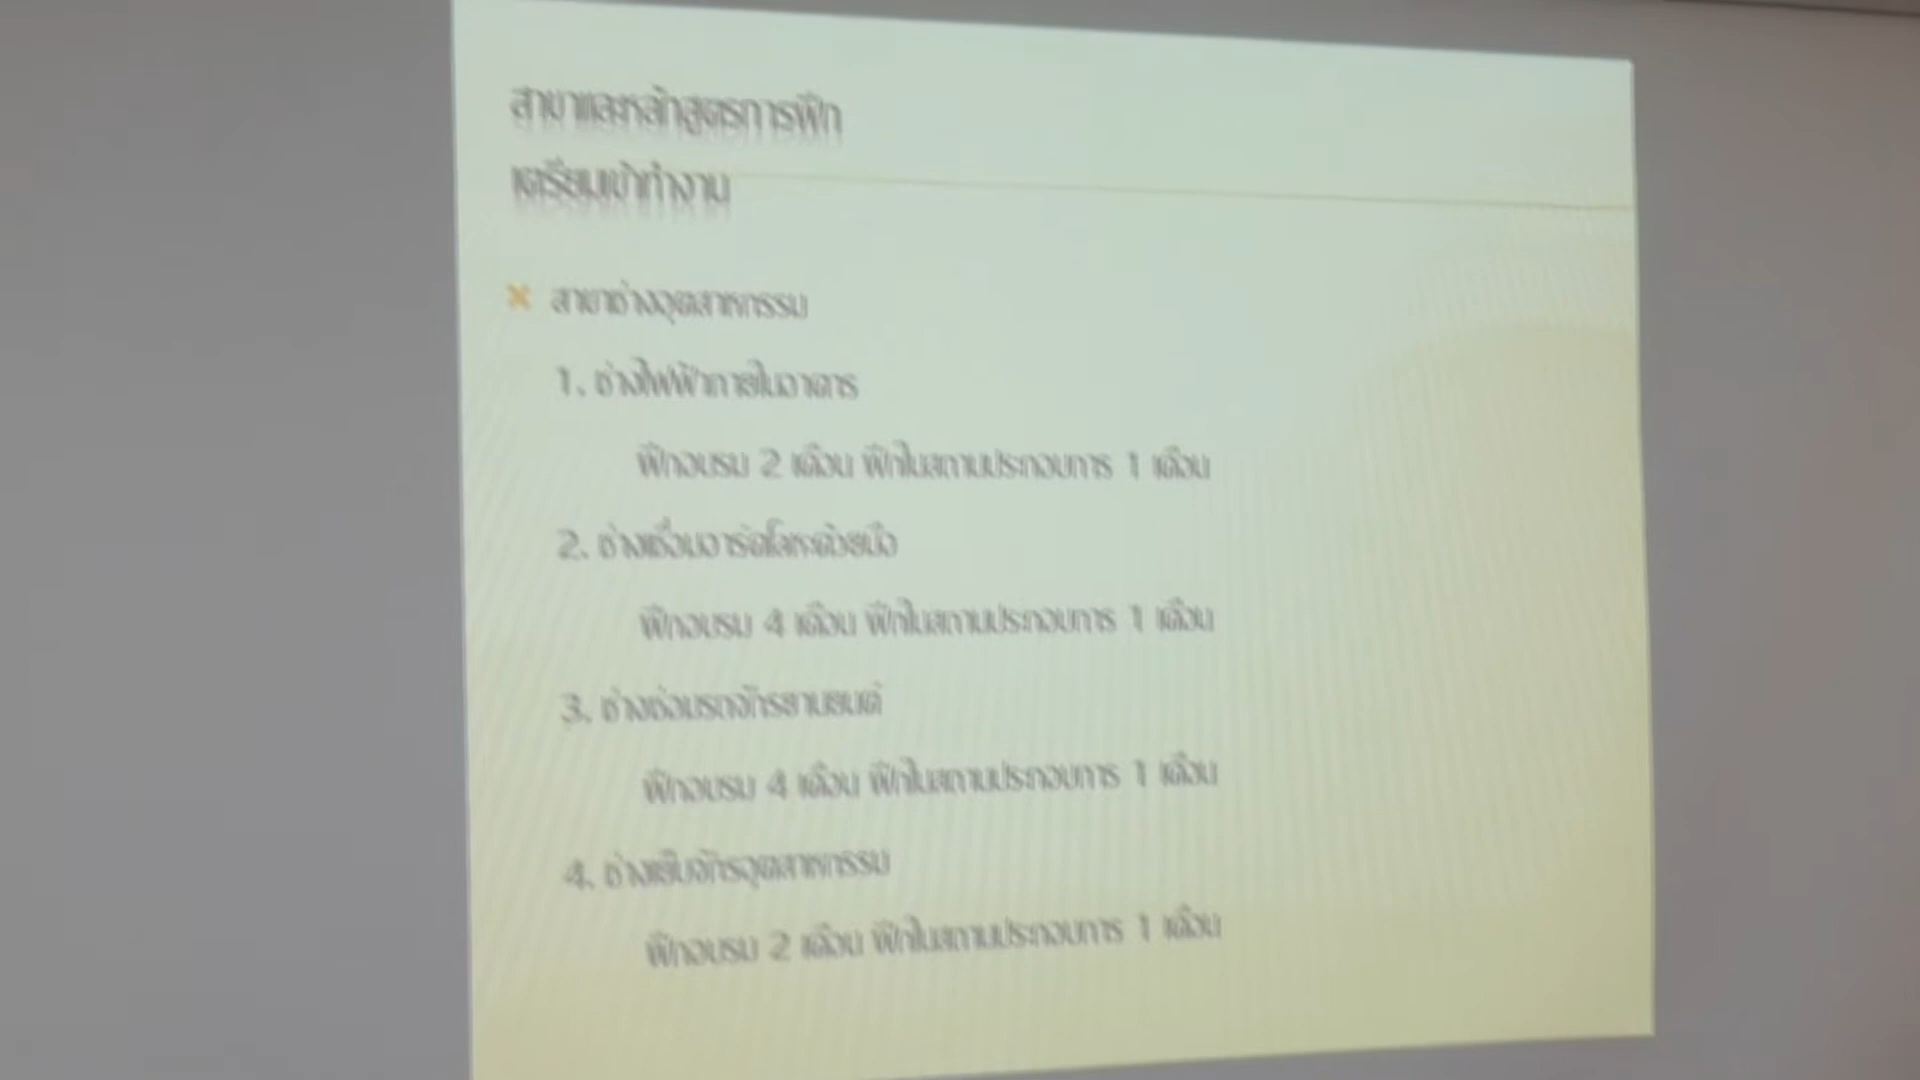 สาขาและหลักสูตรการฝึก
เตรียมเข้าทำงาน
สาขาช่างอุตสาหกรรม
1. ช่างไฟฟ้าภายในอาคาร
ฝึกอบรม 2 เดือน ฝึกในสถานประกอบการ 1 เดือน
2. ช่างเชื่อมอาร์คโลหะด้วยมือ
ฝึกอบรม 4 เดือน ฝึกในสถานประกอบการ 1 เดือน
3. ช่างซ่อมรถจักรยานยนต์
ฝึกอบรม 4 เดือน ฝึกในสถานประกอบการ 1 เดือน
4. ช่างเย็บจักรอุตสาหกรรม
ฝึกอบรม 2 เดือน ฝึกในสถานประกอบการ 1 เดือน